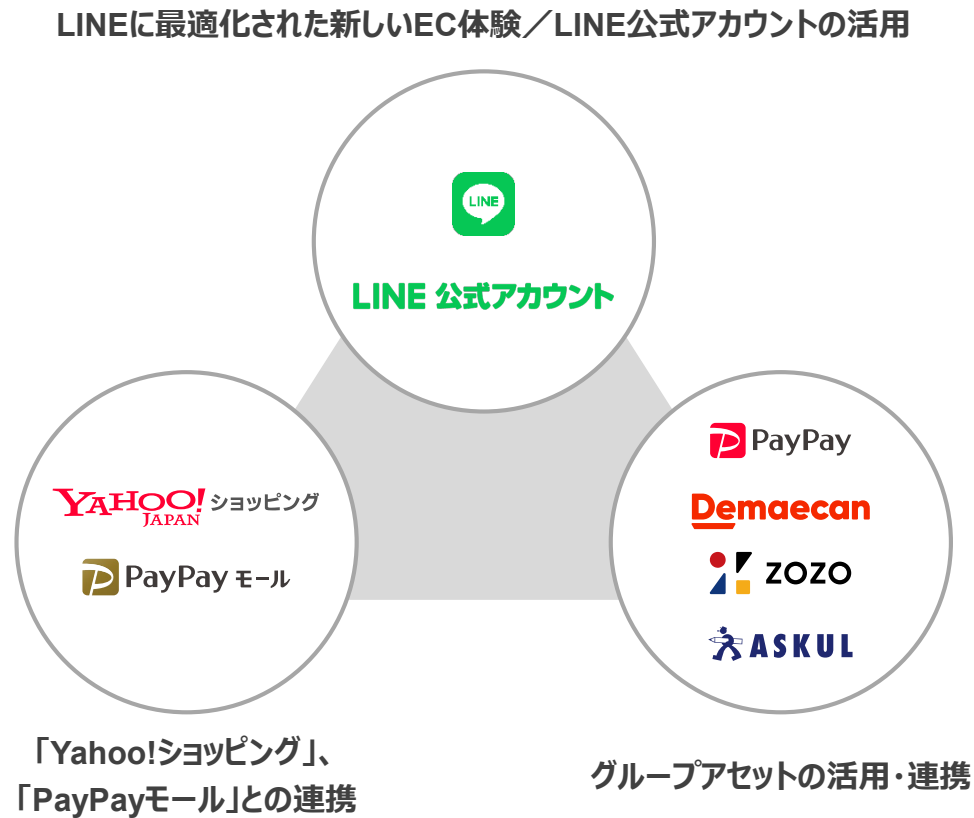 LINEに最適化された新しいEC体験／LINE公式アカウントの活用
LINE
LINE 公式アカウント
YAHOO! ショッピング
JAPAN
PayPay モール
PayPay
Demaecan
ZOZO
ASKUL
「Yahoo!ショッピング」、
「PayPayモール」との連携
グループアセットの活用・連携